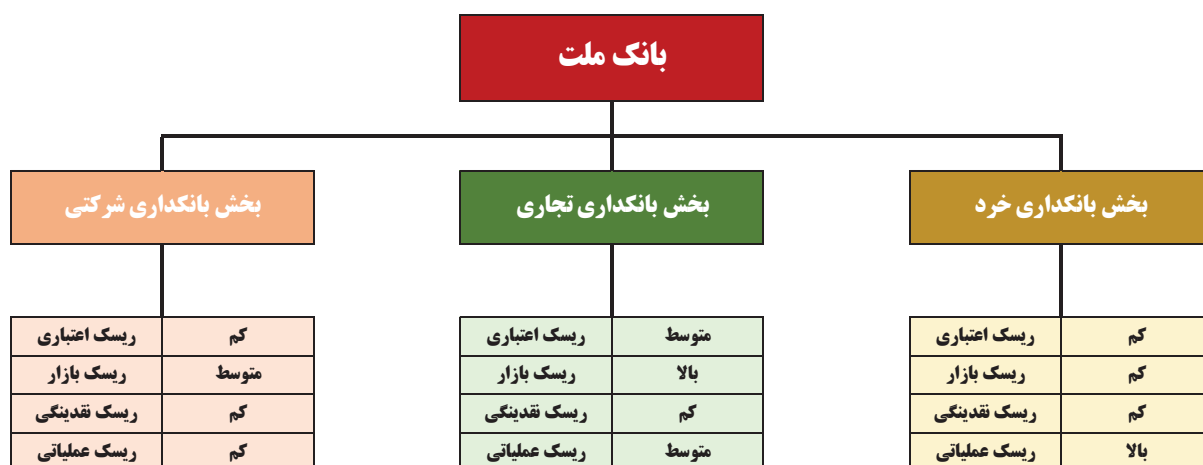 بانک ملت
بخش بانکداری خرد
بخش بانکداری تجاری
بخش بانکداری شرکتی
ریسک اعتباری کم
ریسک بازار کم
ریسک نقدینگی کم
ریسک عملیاتی بالا
ریسک اعتباری متوسط
ریسک بازار بالا
ریسک نقدینگی کم
ریسک عملیاتی متوسط
ریسک اعتباری کم
ریسک بازار متوسط
ریسک نقدینگی کم
ریسک عملیاتی کم